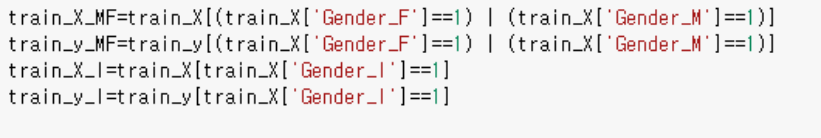 train_X_MF=train_X[(train_X['Gender_F']==1) | (train_X['Gender_M']==1)]
train_y_MF=train_y[(train_X['Gender_F']==1) | (train_X['Gender_M']==1)]
train_X_I=train_X[train_X['Gender_I']==1]
train_y_I=train_y[train_X['Gender_I']==1]